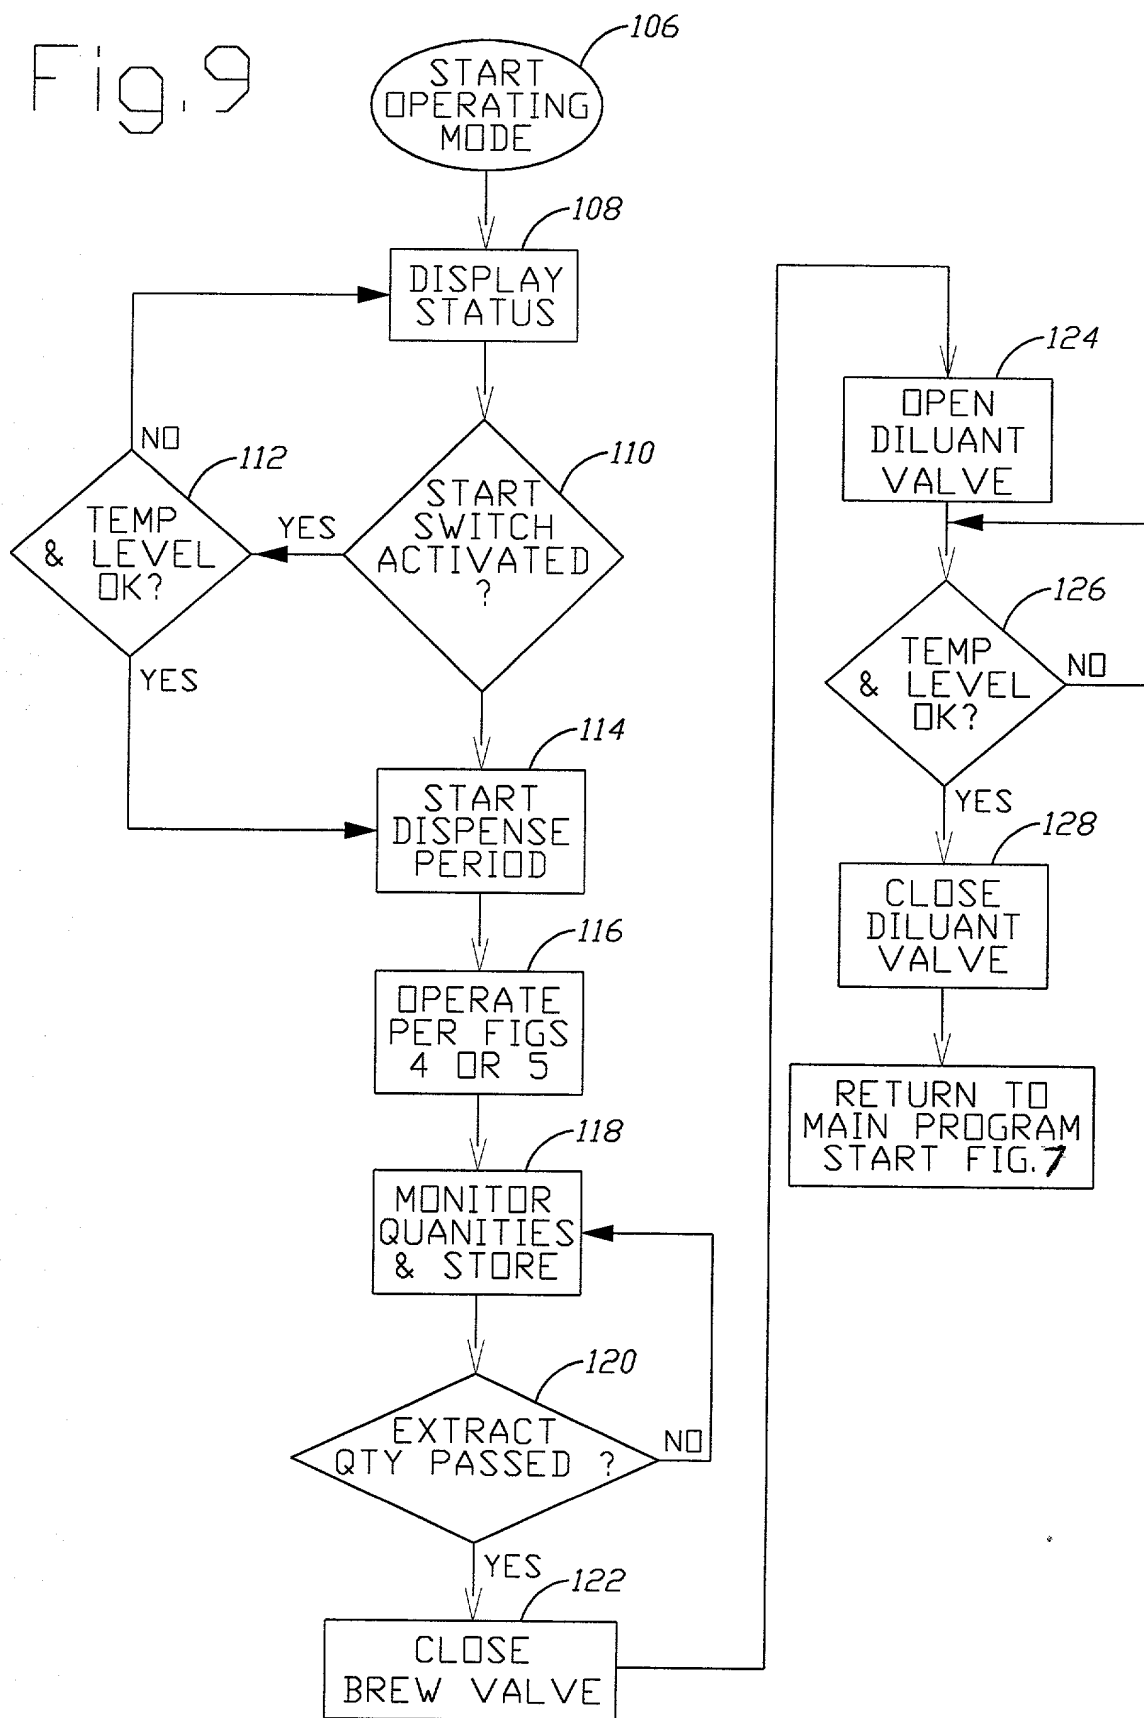 Fig.9
106
START
OPERATING
MODE
108
DISPLAY
STATUS
NO
112
TEMP
& LEVEL
OK?
YES
110
START
SWITCH
ACTIVATED
?
YES
114
START
DISPENSE
PERIOD
116
OPERATE
PER FIGS
4 OR 5
118
MONITOR
QUANITIES
& STORE
120
EXTRACT
QTY PASSED ?
NO
YES
122
CLOSE
BREW VALVE
124
OPEN
DILUANT
VALVE
126
TEMP
& LEVEL
OK?
NO
YES
128
CLOSE
DILUANT
VALVE
RETURN TO
MAIN PROGRAM
START FIG.7